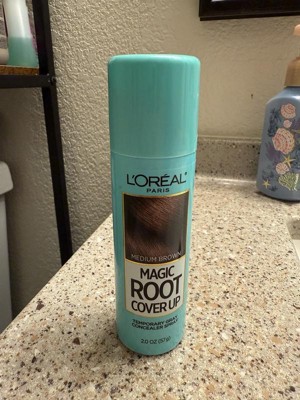 L'ORÉAL
PARIS
MEDIUM BROWN
MAGIC
ROOT
COVER UP
TEMPORARY GRAY
CONCEALER SPRAY
2.0 OZ (57g)